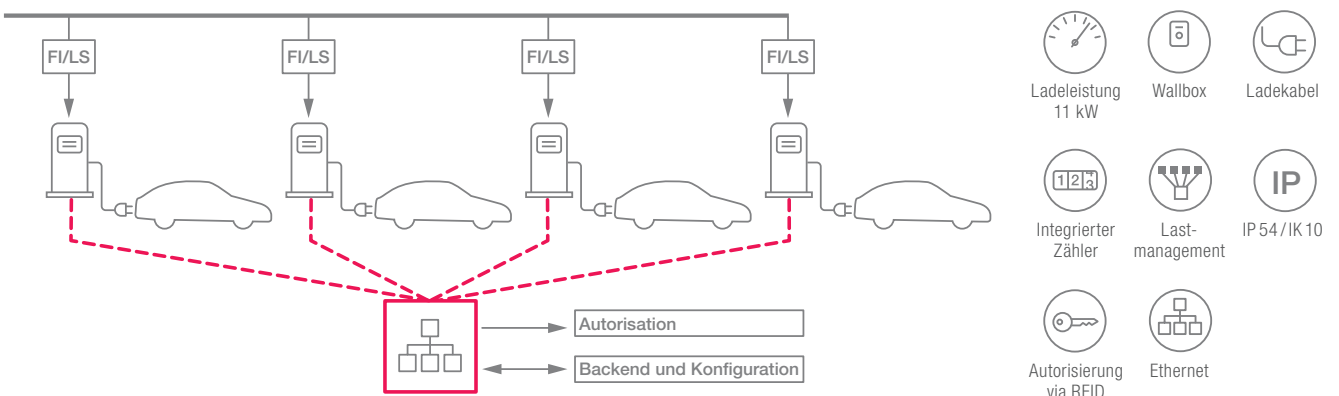 FI/LS
FI/LS
FI/LS
FI/LS
Autorisation
Backend und Konfiguration
Ladeleistung
11 kW
Wallbox
Ladekabel
123
Integrierter
Zähler
Last-
management
IP
IP 54 / IK 10
Autorisierung
via RFID
Ethernet